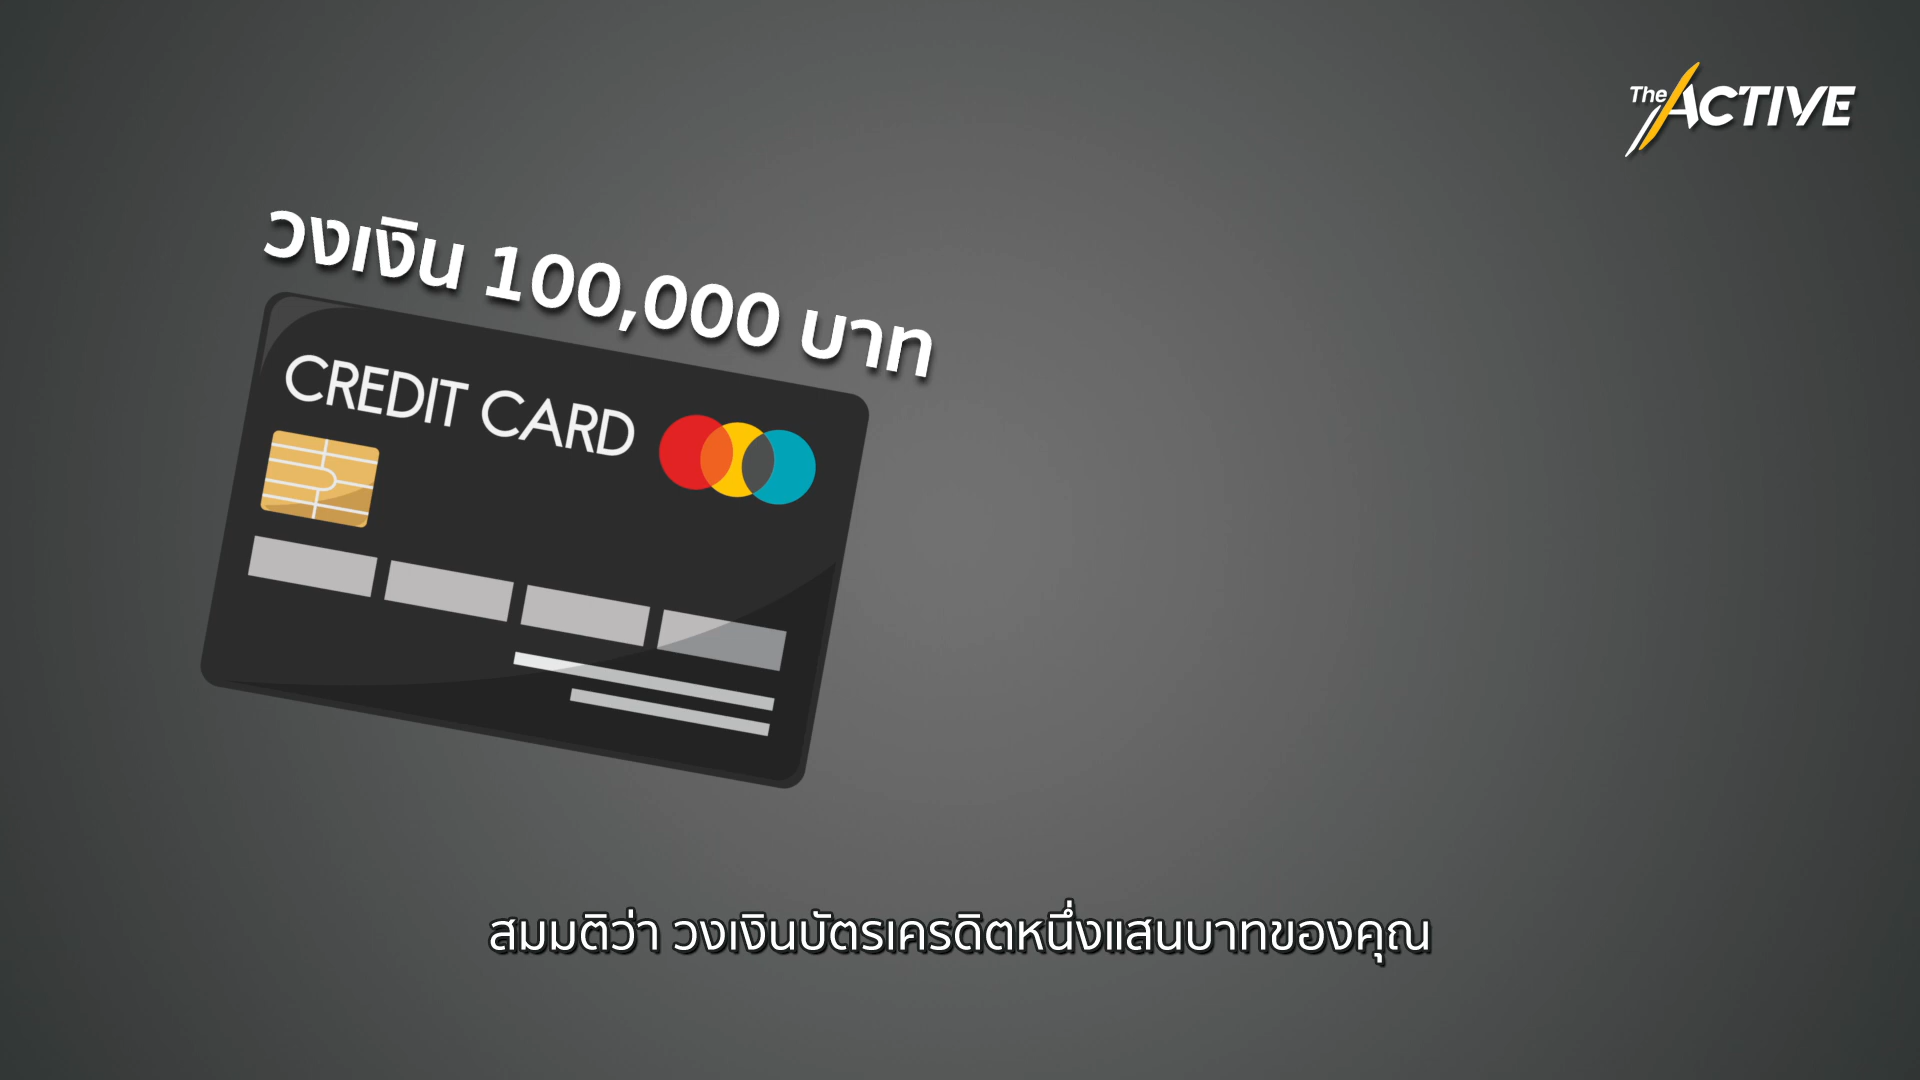 The ACTIVE
วงเงิน 100,000 บาท
CREDIT CARD
สมมติว่า วงเงินบัตรเครดิตหนึ่งแสนบาทของคุณ